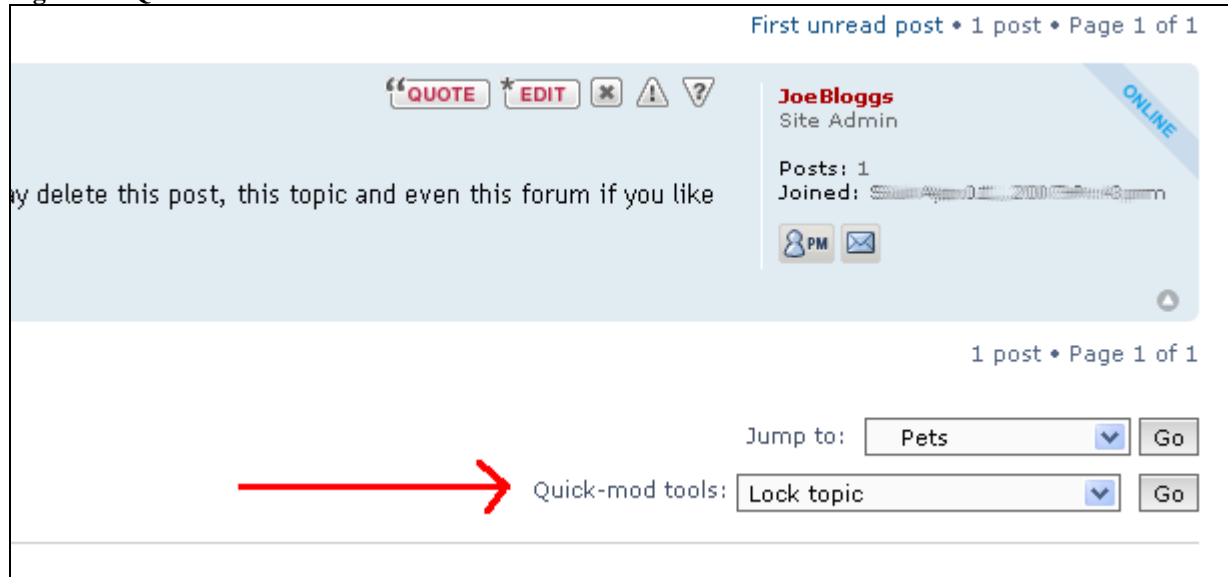 First unread post • 1 post • Page 1 of 1
QUOTE EDIT
JoeBloggs
Site Admin
ONLINE
Posts: 1
Joined:
y delete this post, this topic and even this forum if you like
PM
1 post • Page 1 of 1
Jump to: Pets Go
Quick-mod tools: Lock topic Go